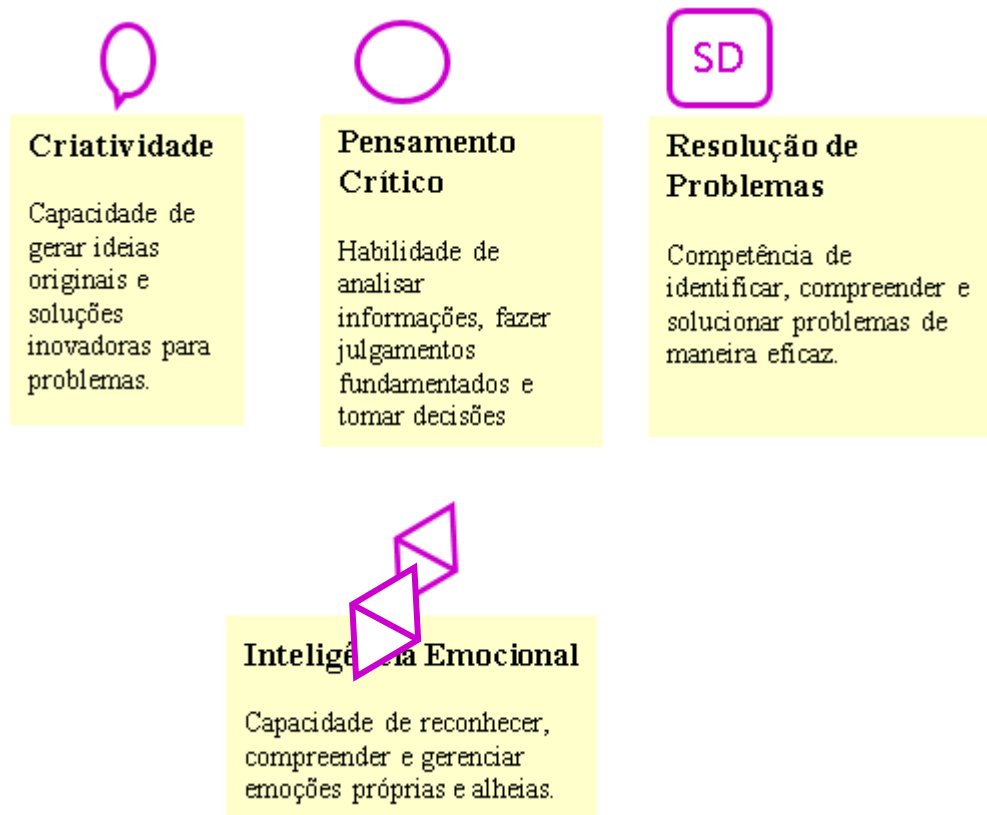 Criatividade
Capacidade de
gerar ideias
originais e
soluções
inovadoras para
problemas.
Pensamento
Crítico
Habilidade de
analisar
informações, fazer
julgamentos
fundamentados e
tomar decisões
SD
Resolução de
Problemas
Competência de
identificar, compreender e
solucionar problemas de
maneira eficaz.
Inteligência Emocional
Capacidade de reconhecer,
compreender e gerenciar
emoções próprias e alheias.